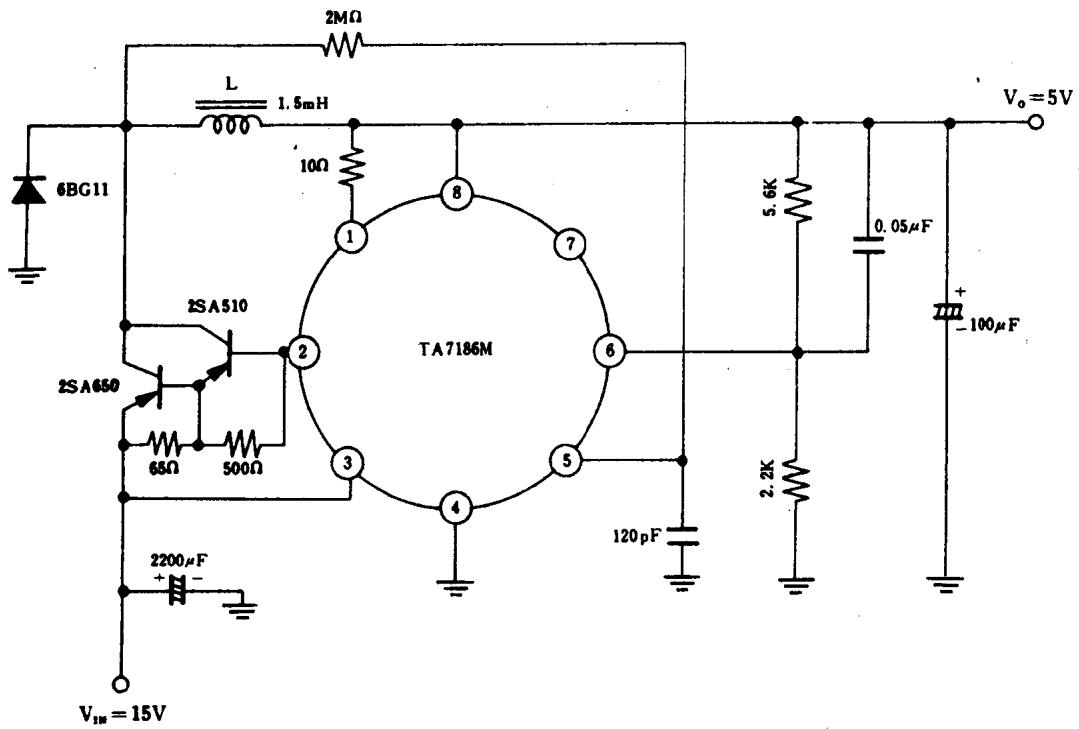 2MΩ
L
1.5mH
Vo=5V
10Ω
6BG11
8
1
7
5.6K
0.05μF
2SA510
+
-100μF
2
TA7186M
6
2SA650
65Ω
500Ω
3
5
2.2K
4
120pF
2200μF
+ -
VIN=15V